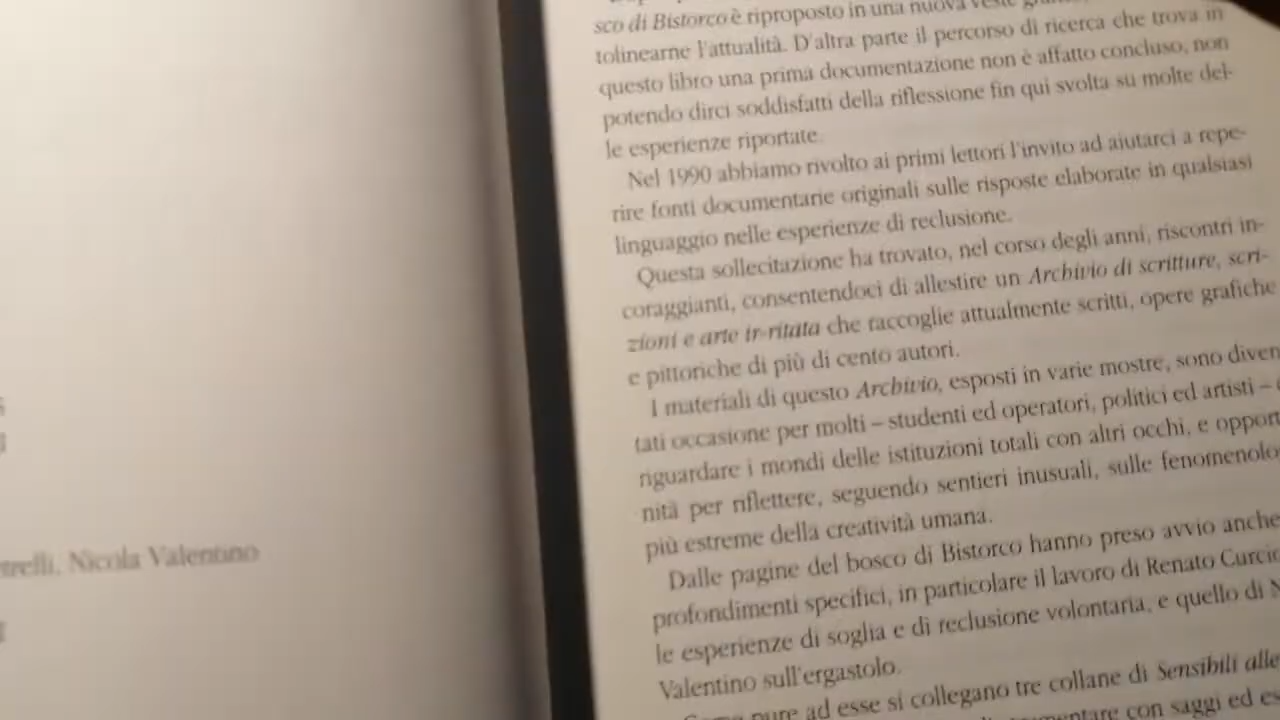 Nicola Valentino
sco di Bistorco è riproposto in una nuova veste
tolinearne l'attualità. D'altra parte il percorso di ricerca che trova in
questo libro una prima documentazione non è affatto concluso, non
potendo dirci soddisfatti della riflessione fin qui svolta su molte del-
le esperienze riportate.
Nel 1990 abbiamo rivolto ai primi lettori l'invito ad aiutarci a repe-
rire fonti documentarie originali sulle risposte elaborate in qualsiasi
linguaggio nelle esperienze di reclusione.
Questa sollecitazione ha trovato, nel corso degli anni, riscontri in-
coraggianti, consentendoci di allestire un Archivio di scritture, scri-
zioni e arte ir-ritata che raccoglie attualmente scritti, opere grafiche
e pittoriche di più di cento autori.
I materiali di questo Archivio, esposti in varie mostre, sono diven
tati occasione per molti – studenti ed operatori, politici ed artisti –
riguardare i mondi delle istituzioni totali con altri occhi, e opport
nità per riflettere, seguendo sentieri inusuali, sulle fenomenolo
più estreme della creatività umana.
Dalle pagine del bosco di Bistorco hanno preso avvio anche
profondimenti specifici, in particolare il lavoro di Renato Curcio
le esperienze di soglia e di reclusione volontaria, e quello di N
Valentino sull'ergastolo.
Come pure ad esse si collegano tre collane di Sensibili alle
con saggi ed es